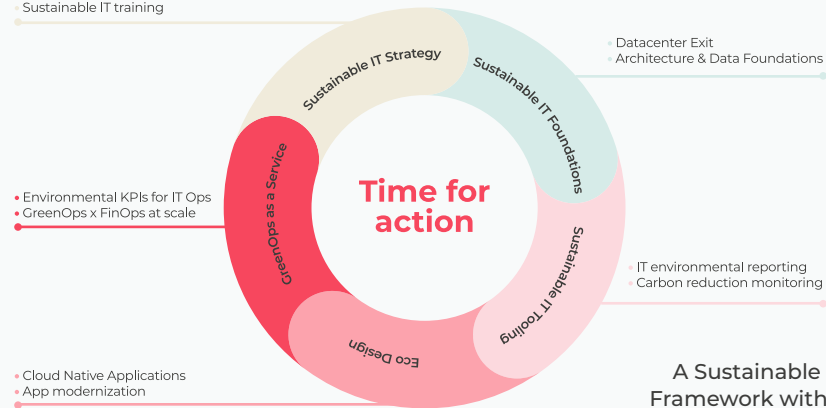 Sustainable IT training
Sustainable IT Strategy
Datacenter Exit
Architecture & Data Foundations
Sustainable IT Foundations
Environmental KPIs for IT Ops
GreenOps x FinOps at scale
GreenOps as a Service
Time for
action
IT environmental reporting
Carbon reduction monitoring
Sustainable IT Tooling
Eco Design
Cloud Native Applications
App modernization
A Sustainable
Framework with